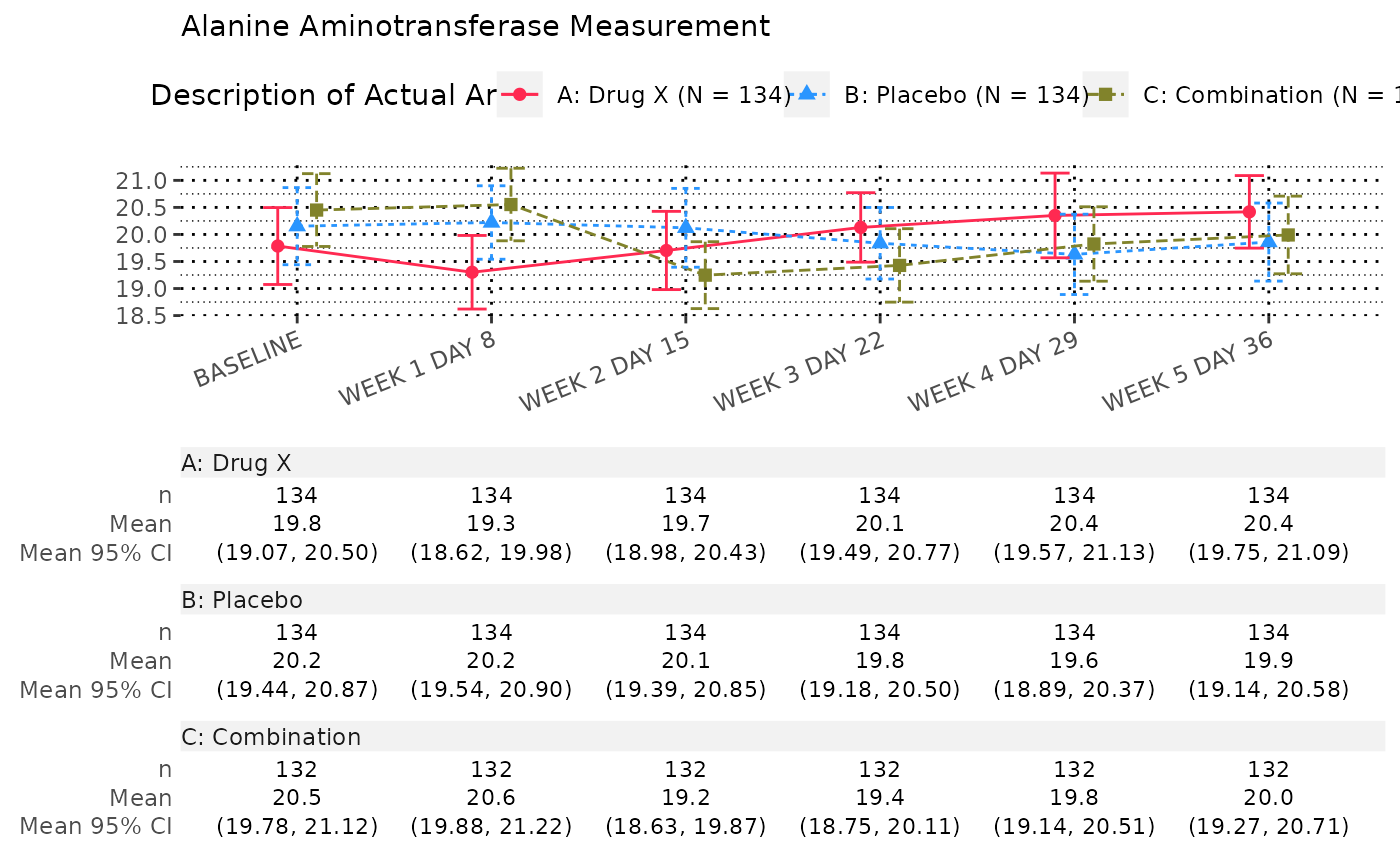 Alanine Aminotransferase Measurement
Description of Actual Ar A: Drug X (N = 134) B: Placebo (N = 134) C: Combination (N = 1
21.0
20.5
20.0
19.5
19.0
18.5
BASELINE WEEK 1 DAY 8 WEEK 2 DAY 15 WEEK 3 DAY 22 WEEK 4 DAY 29 WEEK 5 DAY 36
A: Drug X
n 134 134 134 134 134 134
Mean 19.8 19.3 19.7 20.1 20.4 20.4
Mean 95% CI (19.07, 20.50) (18.62, 19.98) (18.98, 20.43) (19.49, 20.77) (19.57, 21.13) (19.75, 21.09)
B: Placebo
n 134 134 134 134 134 134
Mean 20.2 20.2 20.1 19.8 19.6 19.9
Mean 95% CI (19.44, 20.87) (19.54, 20.90) (19.39, 20.85) (19.18, 20.50) (18.89, 20.37) (19.14, 20.58)
C: Combination
n 132 132 132 132 132 132
Mean 20.5 20.6 19.2 19.4 19.8 20.0
Mean 95% CI (19.78, 21.12) (19.88, 21.22) (18.63, 19.87) (18.75, 20.11) (19.14, 20.51) (19.27, 20.71)